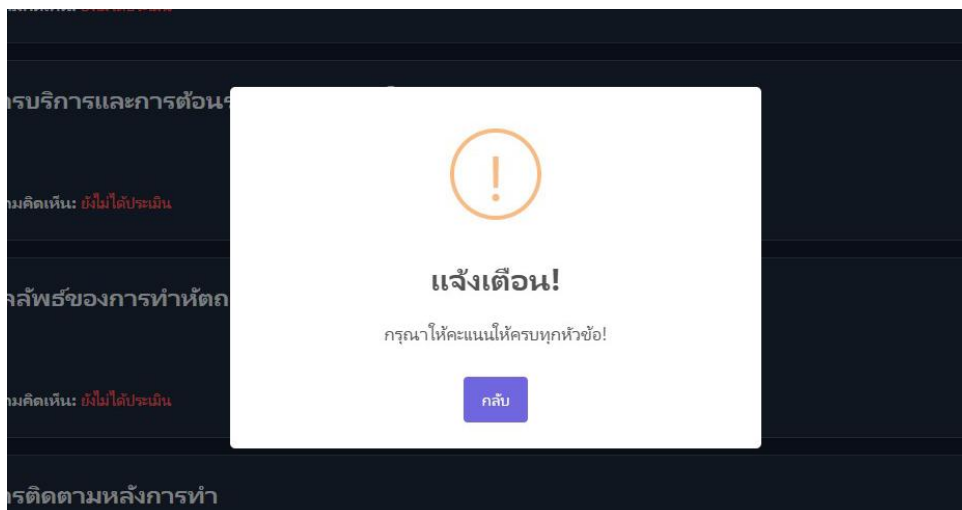 ารบริการและการต้อนร
ามคิดเห็น: ยังไม่ได้ประเมิน
แจ้งเตือน!
ลลัพธ์ของการทำหัตถ
กรุณาให้คะแนนให้ครบทุกหัวข้อ!
ามคิดเห็น: ยังไม่ได้ประเมิน
กลับ
ารติดตามหลังการทำ